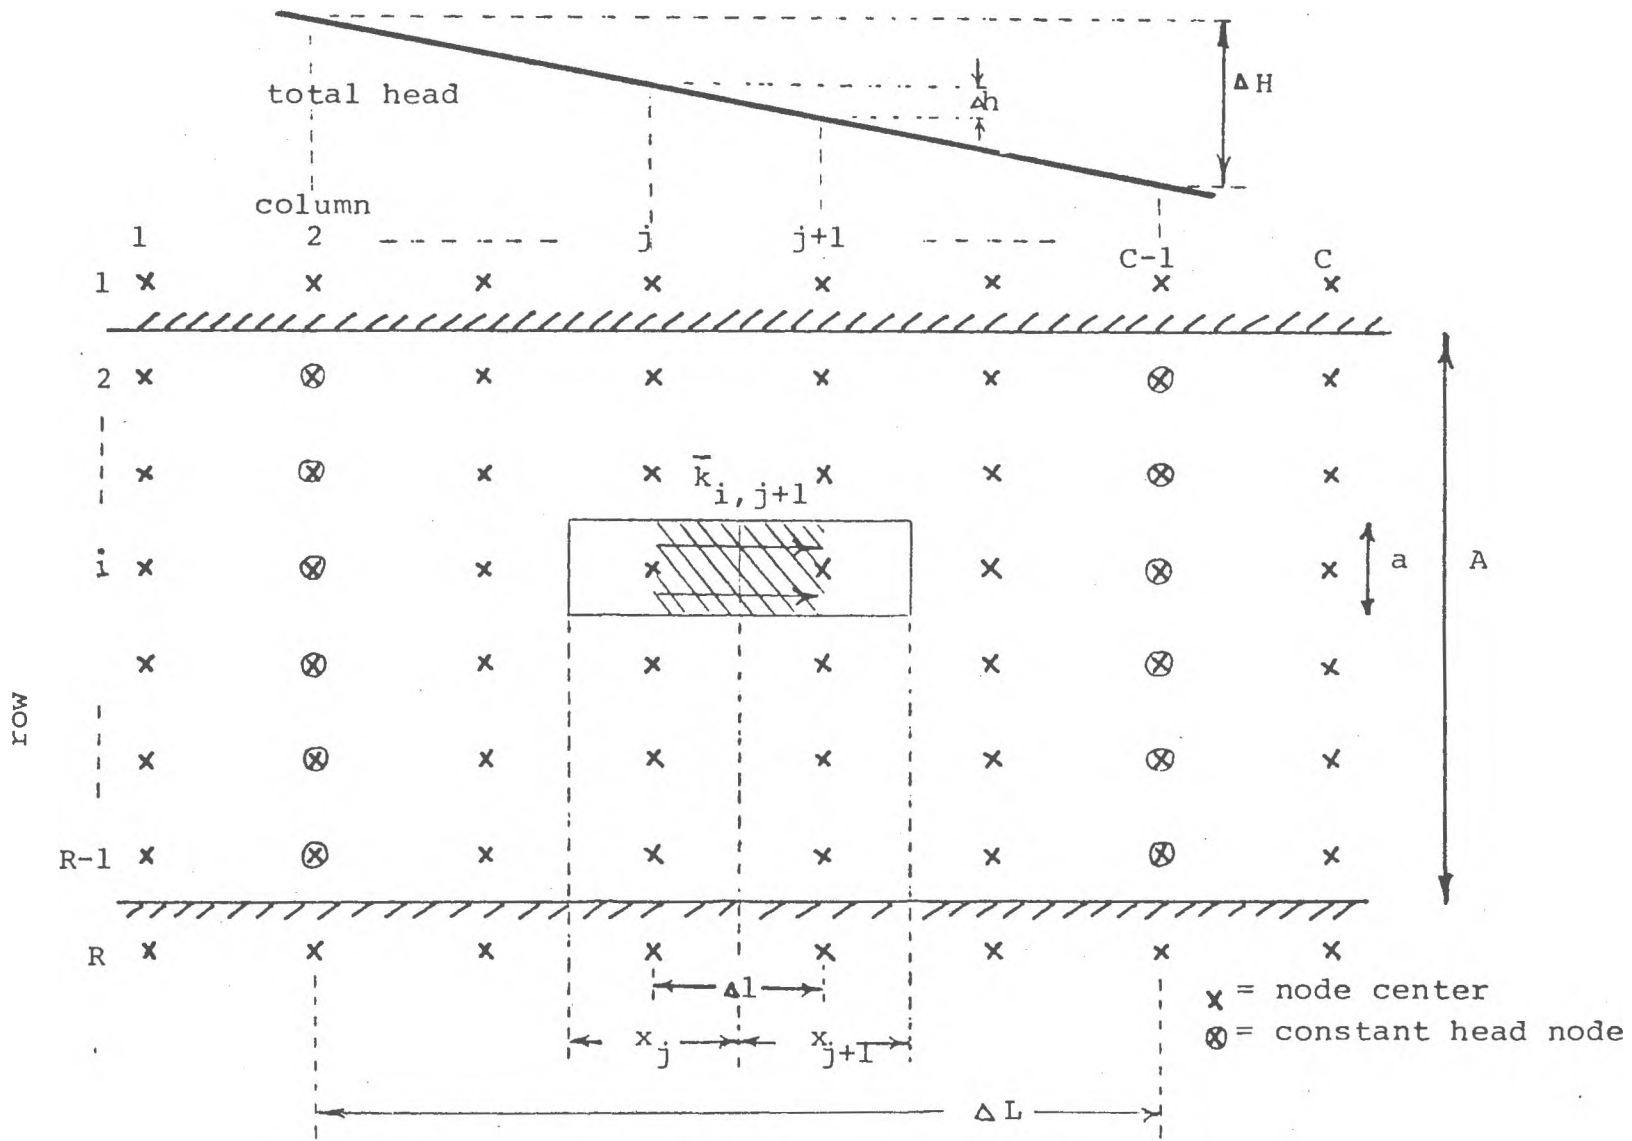 ΔH
total head
Δh
column
1 2 j j+1 C-1 C
1
2
k̄i,j+1
i
a
A
row
R-1
R
Δl
x = node center
xj
xj+1
⊗ = constant head node
ΔL